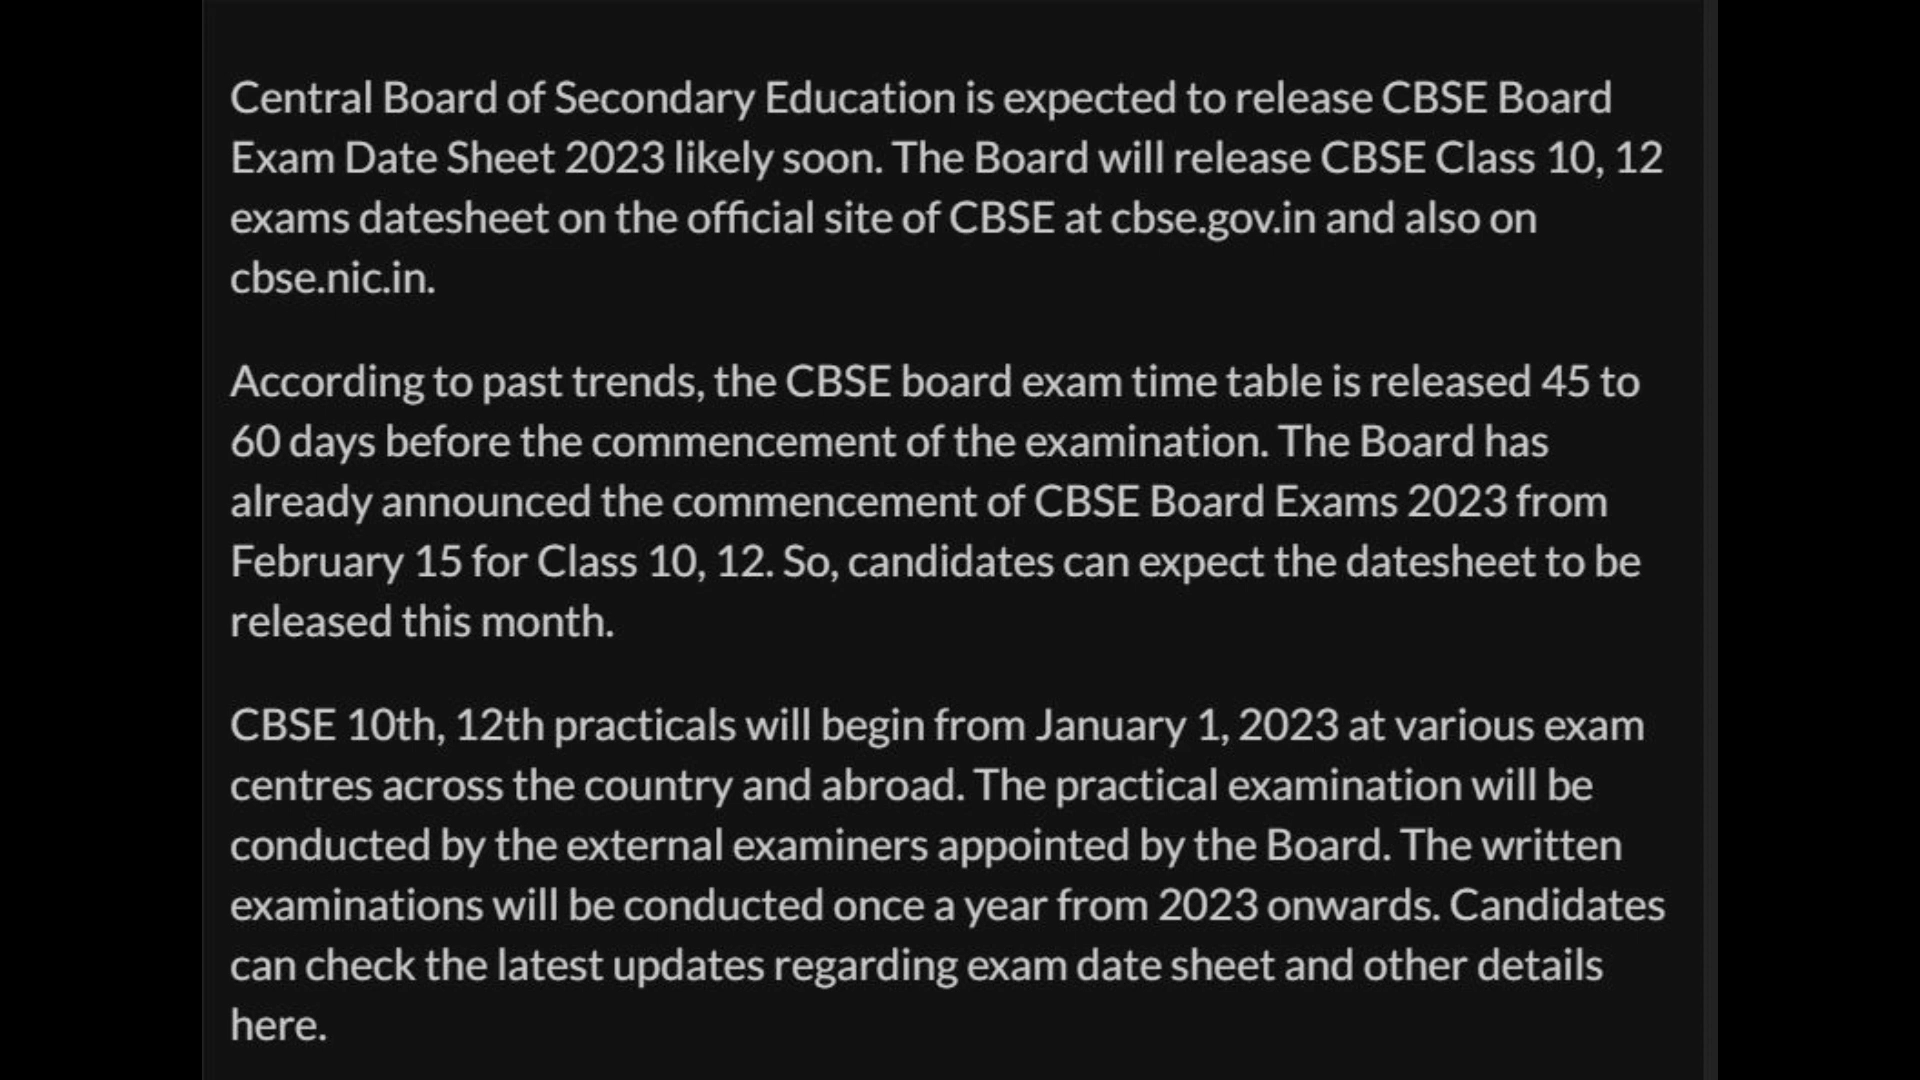 Central Board of Secondary Education is expected to release CBSE Board
Exam Date Sheet 2023 likely soon. The Board will release CBSE Class 10, 12
exams datesheet on the official site of CBSE at cbse.gov.in and also on
cbse.nic.in.
According to past trends, the CBSE board exam time table is released 45 to
60 days before the commencement of the examination. The Board has
already announced the commencement of CBSE Board Exams 2023 from
February 15 for Class 10, 12. So, candidates can expect the datesheet to be
released this month.
CBSE 10th, 12th practicals will begin from January 1, 2023 at various exam
centres across the country and abroad. The practical examination will be
conducted by the external examiners appointed by the Board. The written
examinations will be conducted once a year from 2023 onwards. Candidates
can check the latest updates regarding exam date sheet and other details
here.